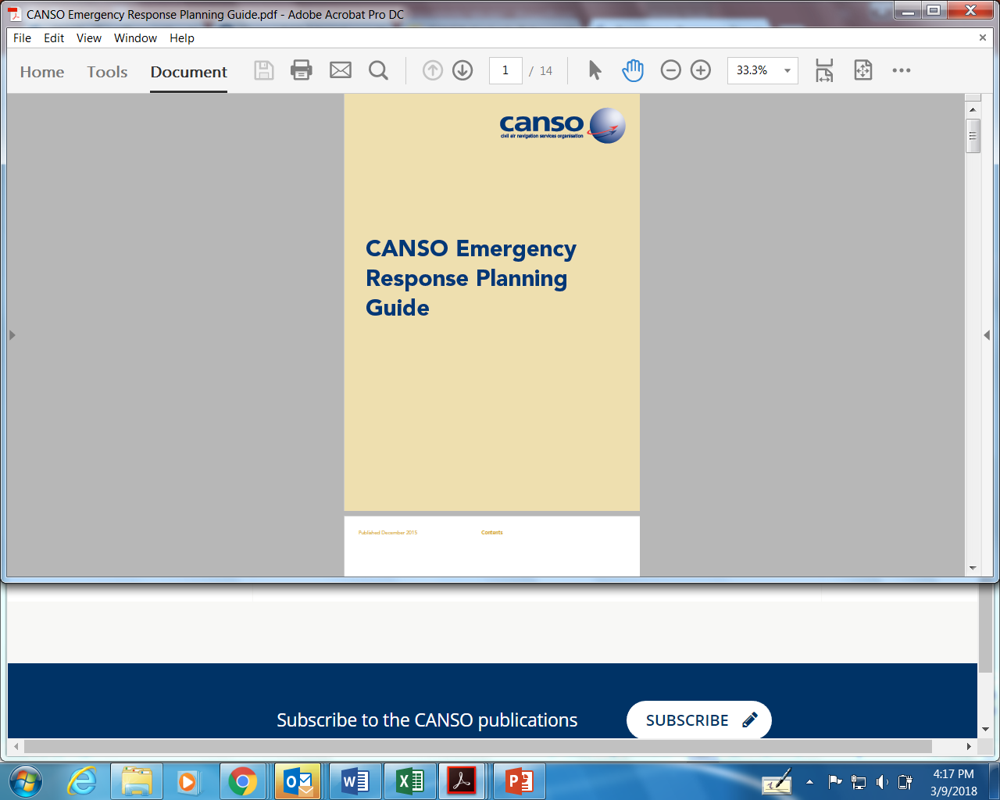 CANSO Emergency Response Planning Guide.pdf - Adobe Acrobat Pro DC
File Edit View Window Help
Home Tools Document 1 / 14 33.3%
canso
civil air navigation services organisation
CANSO Emergency
Response Planning
Guide
Published December 2015 Contents
Subscribe to the CANSO publications SUBSCRIBE
4:17 PM
3/9/2018